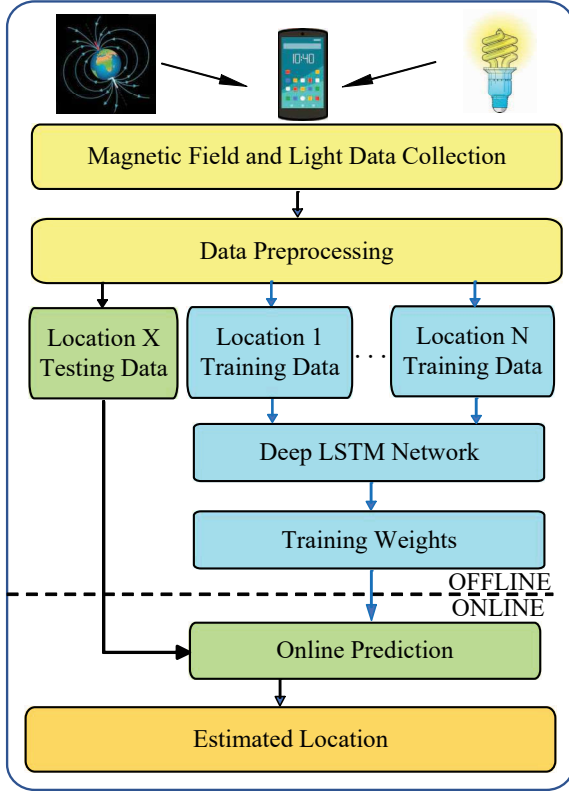 10:40
Magnetic Field and Light Data Collection
Data Preprocessing
Location X
Testing Data
Location 1
Training Data
. . .
Location N
Training Data
Deep LSTM Network
Training Weights
OFFLINE
ONLINE
Online Prediction
Estimated Location